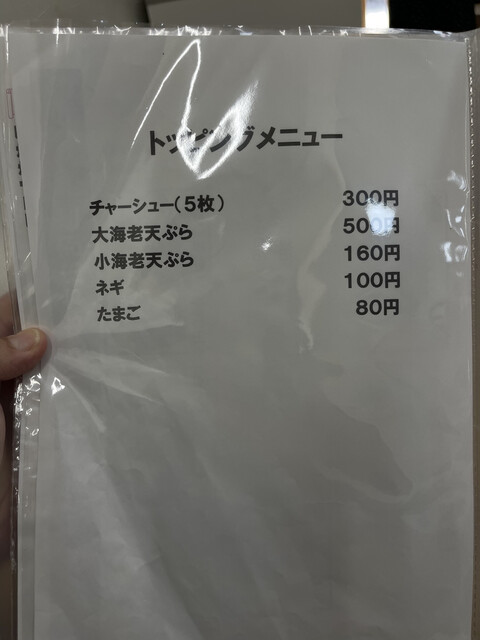 トッピングメニュー
チャーシュー(5枚) 300円
大海老天ぷら 500円
小海老天ぷら 160円
ネギ 100円
たまご 80円